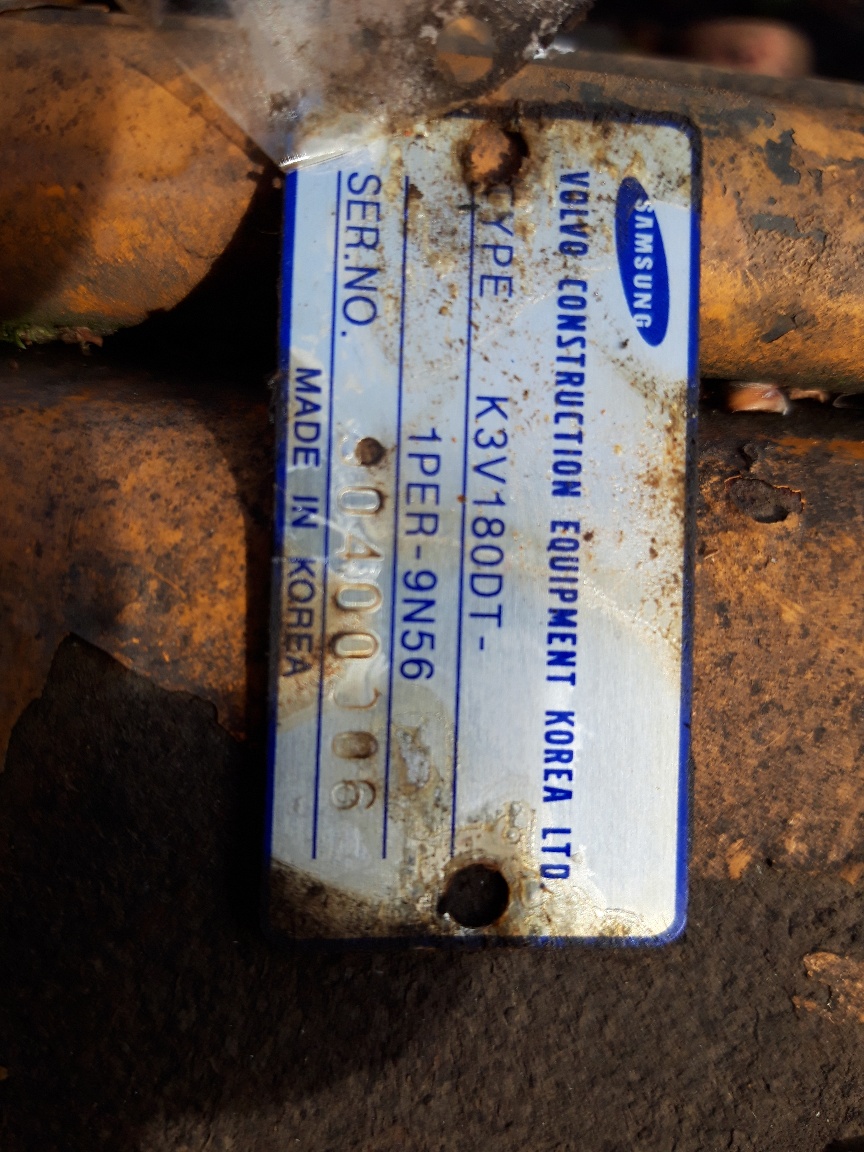 SAMSUNG
VOLVO CONSTRUCTION EQUIPMENT KOREA LTD.
TYPE K3V180DT-
1PER-9N56
SER.NO.
MADE IN KOREA